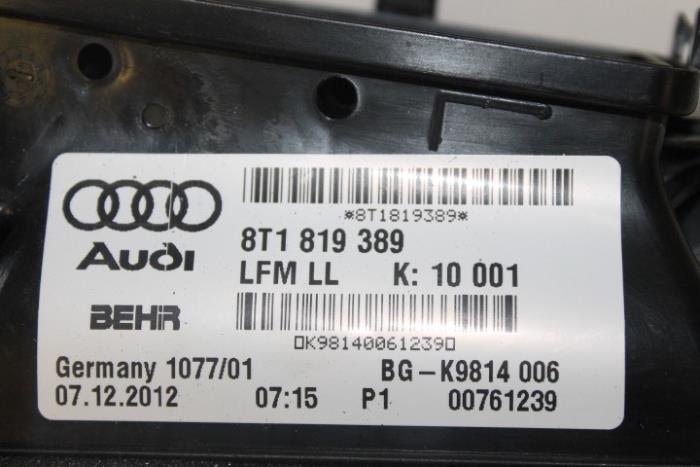 *8T1819389*
Audi
8T1 819 389
LFM LL K: 10 001
BEHR
K98140061239
Germany 1077/01 BG-K9814 006
07.12.2012 07:15 P1 00761239